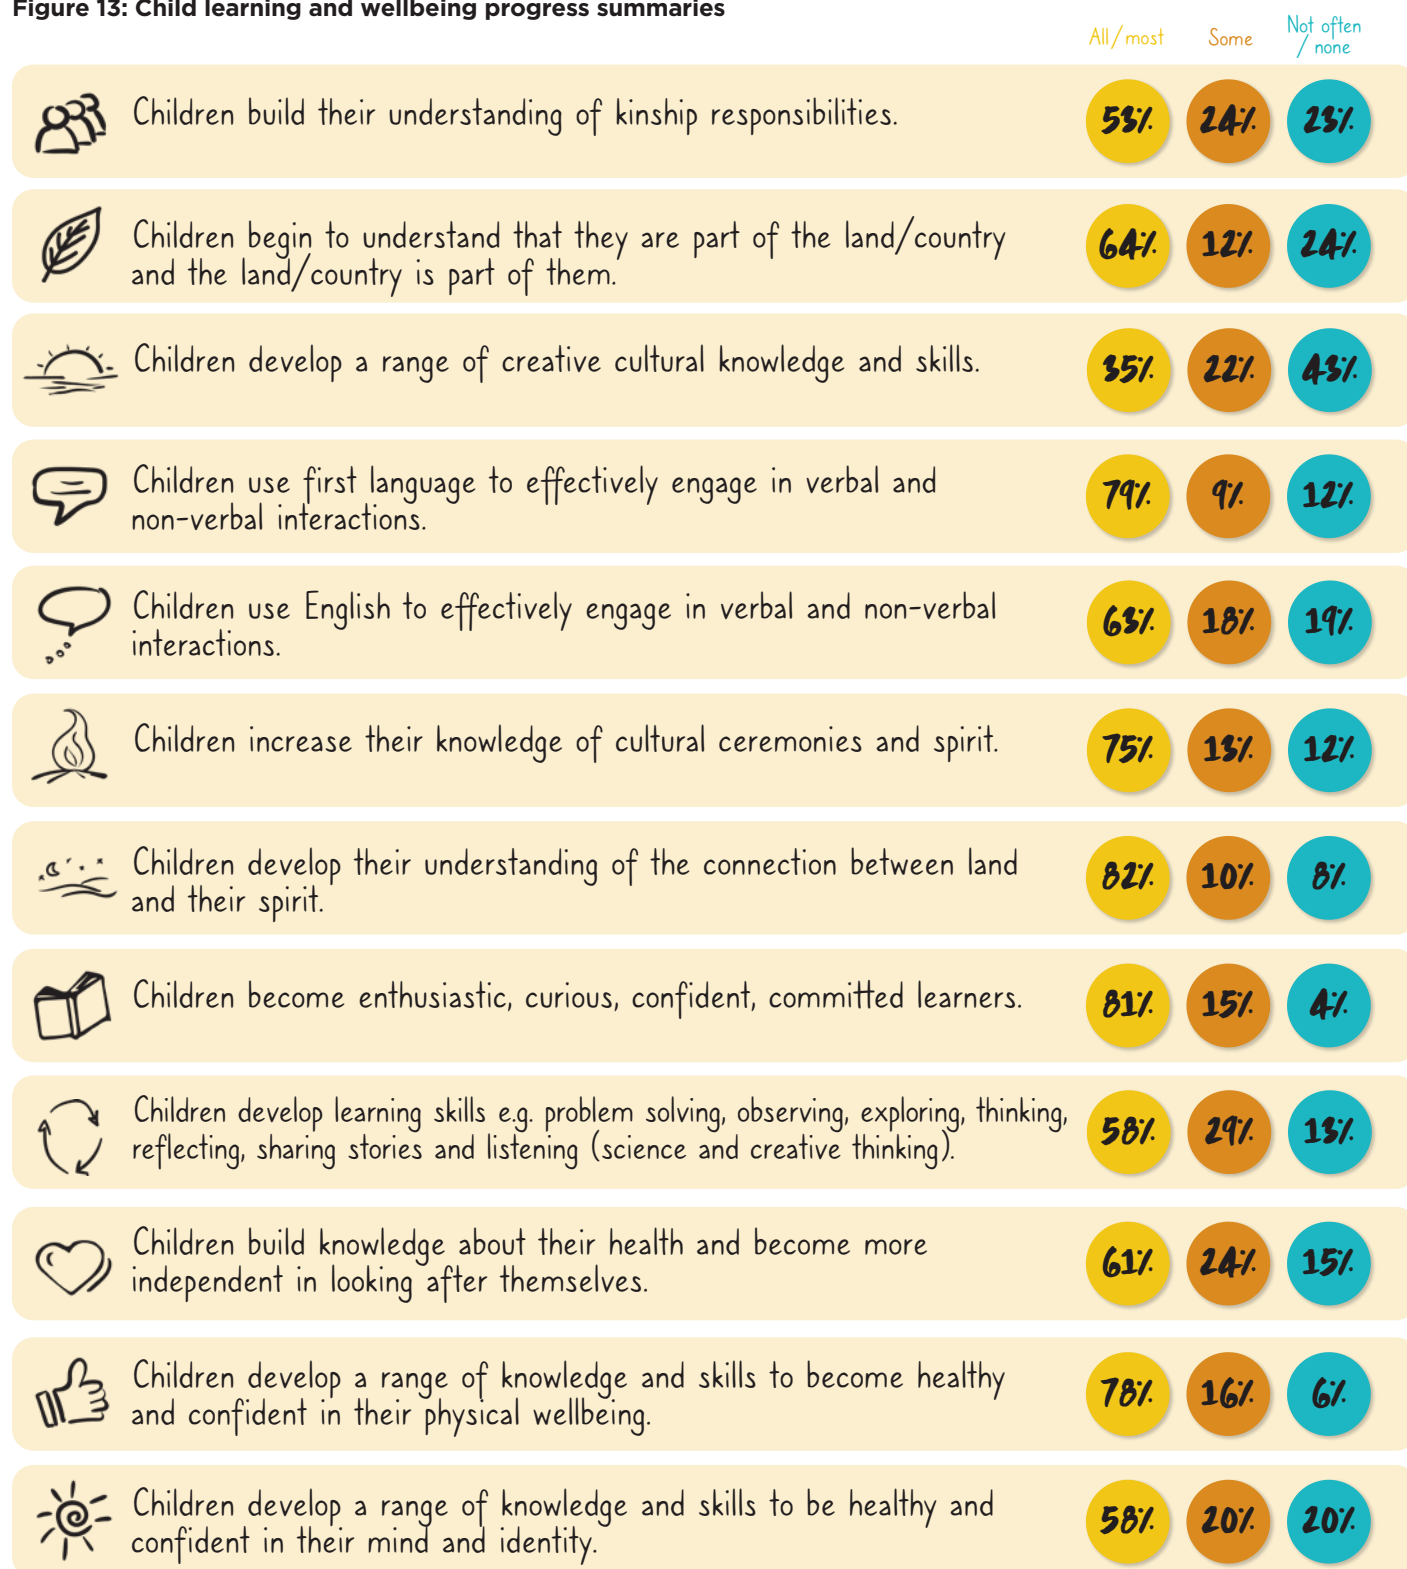 Figure 13: Child learning and wellbeing progress summaries
All/most Some Not often
/ none
Children build their understanding of kinship responsibilities. 53% 24% 23%
Children begin to understand that they are part of the land/country
and the land/country is part of them. 64% 12% 24%
Children develop a range of creative cultural knowledge and skills. 35% 22% 43%
Children use first language to effectively engage in verbal and
non-verbal interactions. 79% 9% 12%
Children use English to effectively engage in verbal and non-verbal
interactions. 63% 18% 19%
Children increase their knowledge of cultural ceremonies and spirit. 75% 13% 12%
Children develop their understanding of the connection between land
and their spirit. 82% 10% 8%
Children become enthusiastic, curious, confident, committed learners. 81% 15% 4%
Children develop learning skills e.g. problem solving, observing, exploring, thinking,
reflecting, sharing stories and listening (science and creative thinking). 58% 29% 13%
Children build knowledge about their health and become more
independent in looking after themselves. 61% 24% 15%
Children develop a range of knowledge and skills to become healthy
and confident in their physical wellbeing. 78% 16% 6%
Children develop a range of knowledge and skills to be healthy and
confident in their mind and identity. 58% 20% 20%